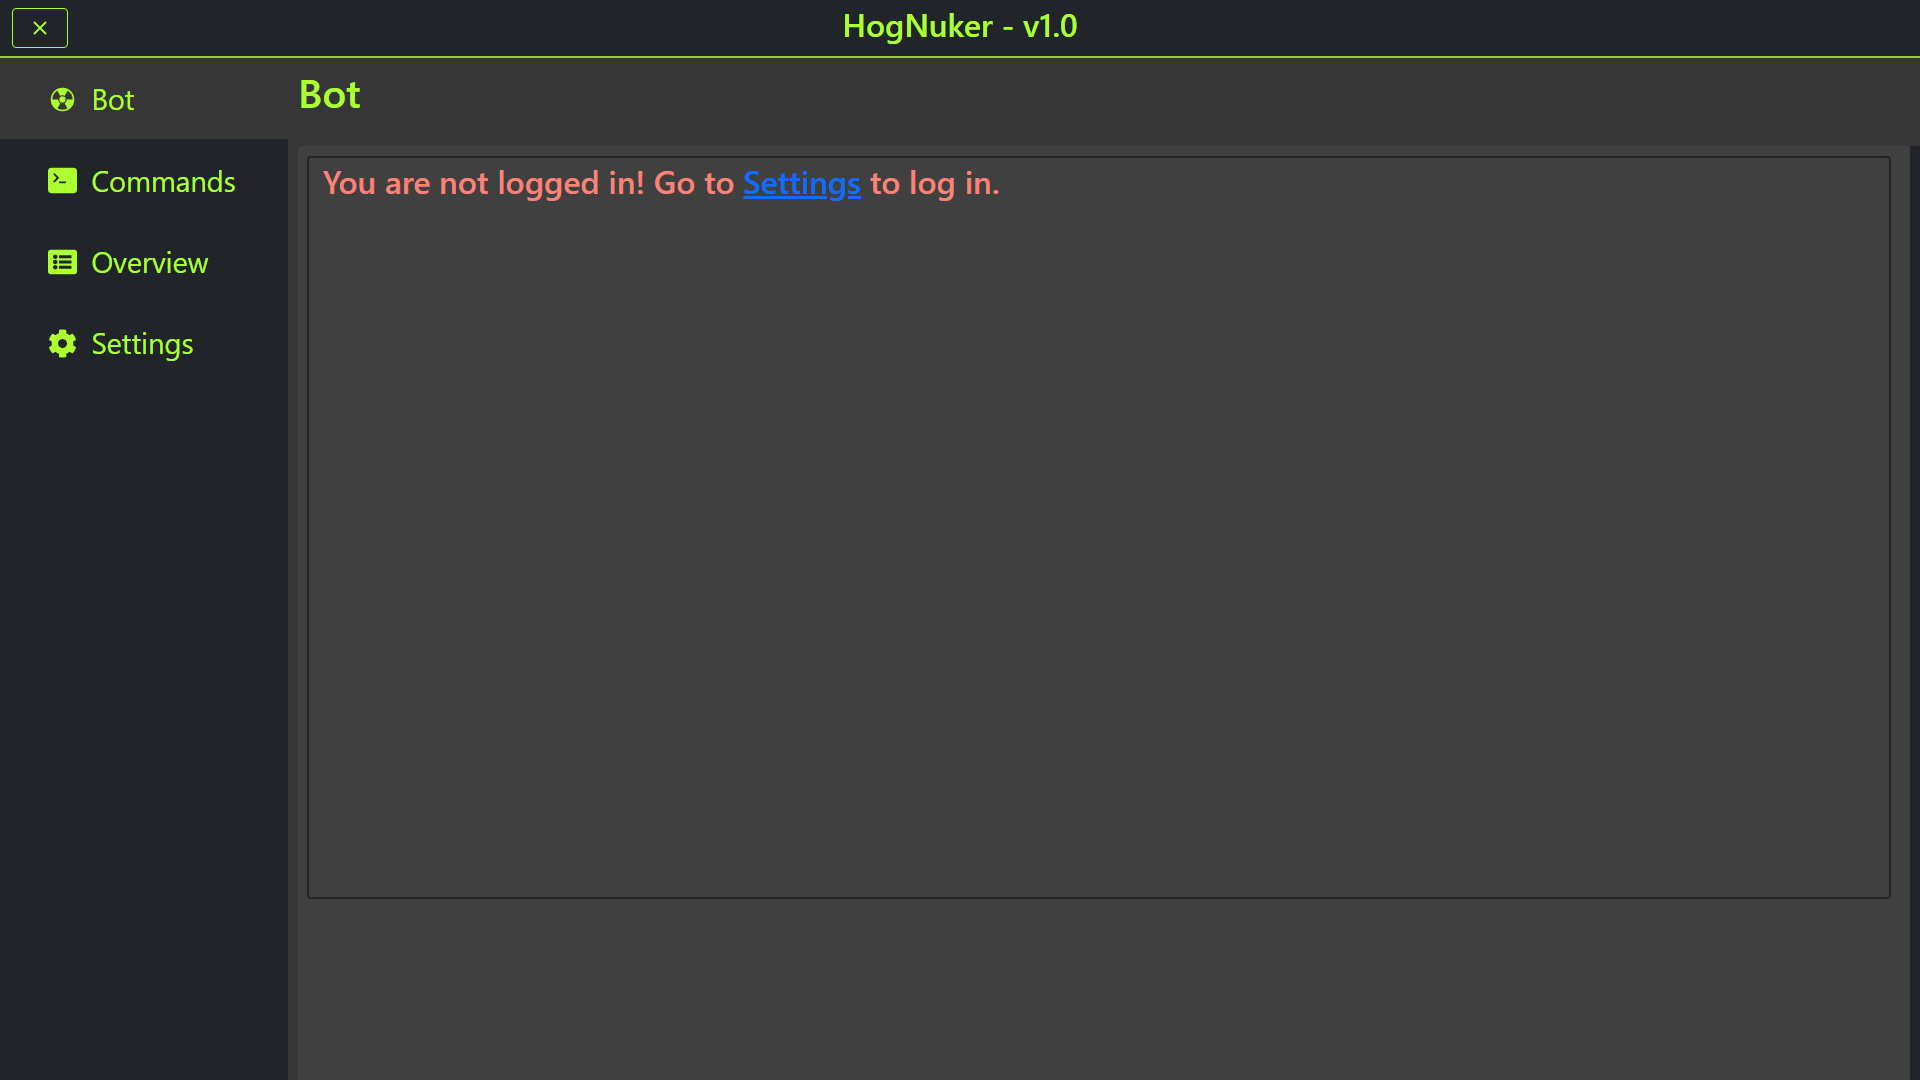 HogNuker - v1.0
Bot
Commands
Overview
Settings
Bot
You are not logged in! Go to Settings to log in.